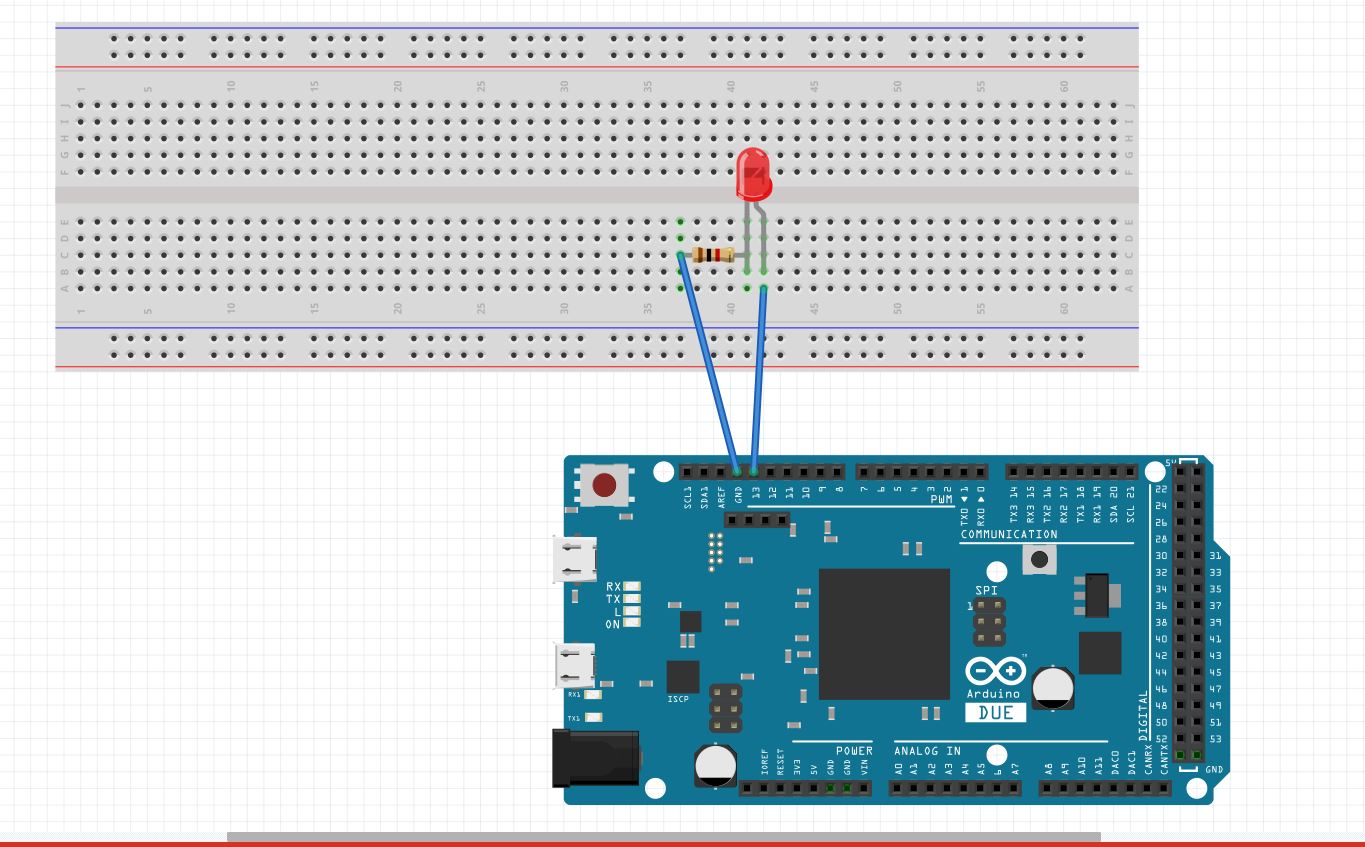 1 5 10 15 20 25 30 35 40 45 50 55 60
J J
I I
H H
G G
F F
E E
D D
C C
B B
A A
1 5 10 15 20 25 30 35 40 45 50 55 60
SCL1 SDA1 AREF GND 13 12 11 10 9 8 7 6 5 4 3 2 TX0 1 RX0 0 TX3 14 RX3 15 TX2 16 RX2 17 TX1 18 RX1 19 SDA 20 SCL 21
PWM
COMMUNICATION
5V
22
24
26
28
30 31
32 33
34 35
36 37
38 39
40 41
42 43
44 45
46 47
48 49
50 51
52 53
GND
DIGITAL
RX
TX
L
ON
SPI
1
ISCP
RX1
TX1
Arduino
TM
DUE
POWER ANALOG IN
IOREF RESET 3V3 5V GND GND VIN A0 A1 A2 A3 A4 A5 6 A7 A8 A9 A10 A11 DAC0 DAC1 CANRX CANTX